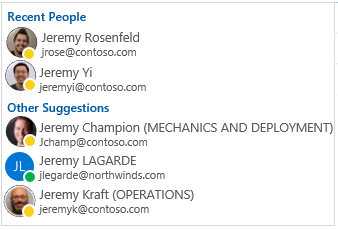 Recent People
Jeremy Rosenfeld
jrose@contoso.com
Jeremy Yi
jeremyyi@contoso.com
Other Suggestions
Jeremy Champion (MECHANICS AND DEPLOYMENT)
Jchamp@contoso.com
JL
Jeremy LAGARDE
jlegarde@northwinds.com
Jeremy Kraft (OPERATIONS)
jeremyk@contoso.com